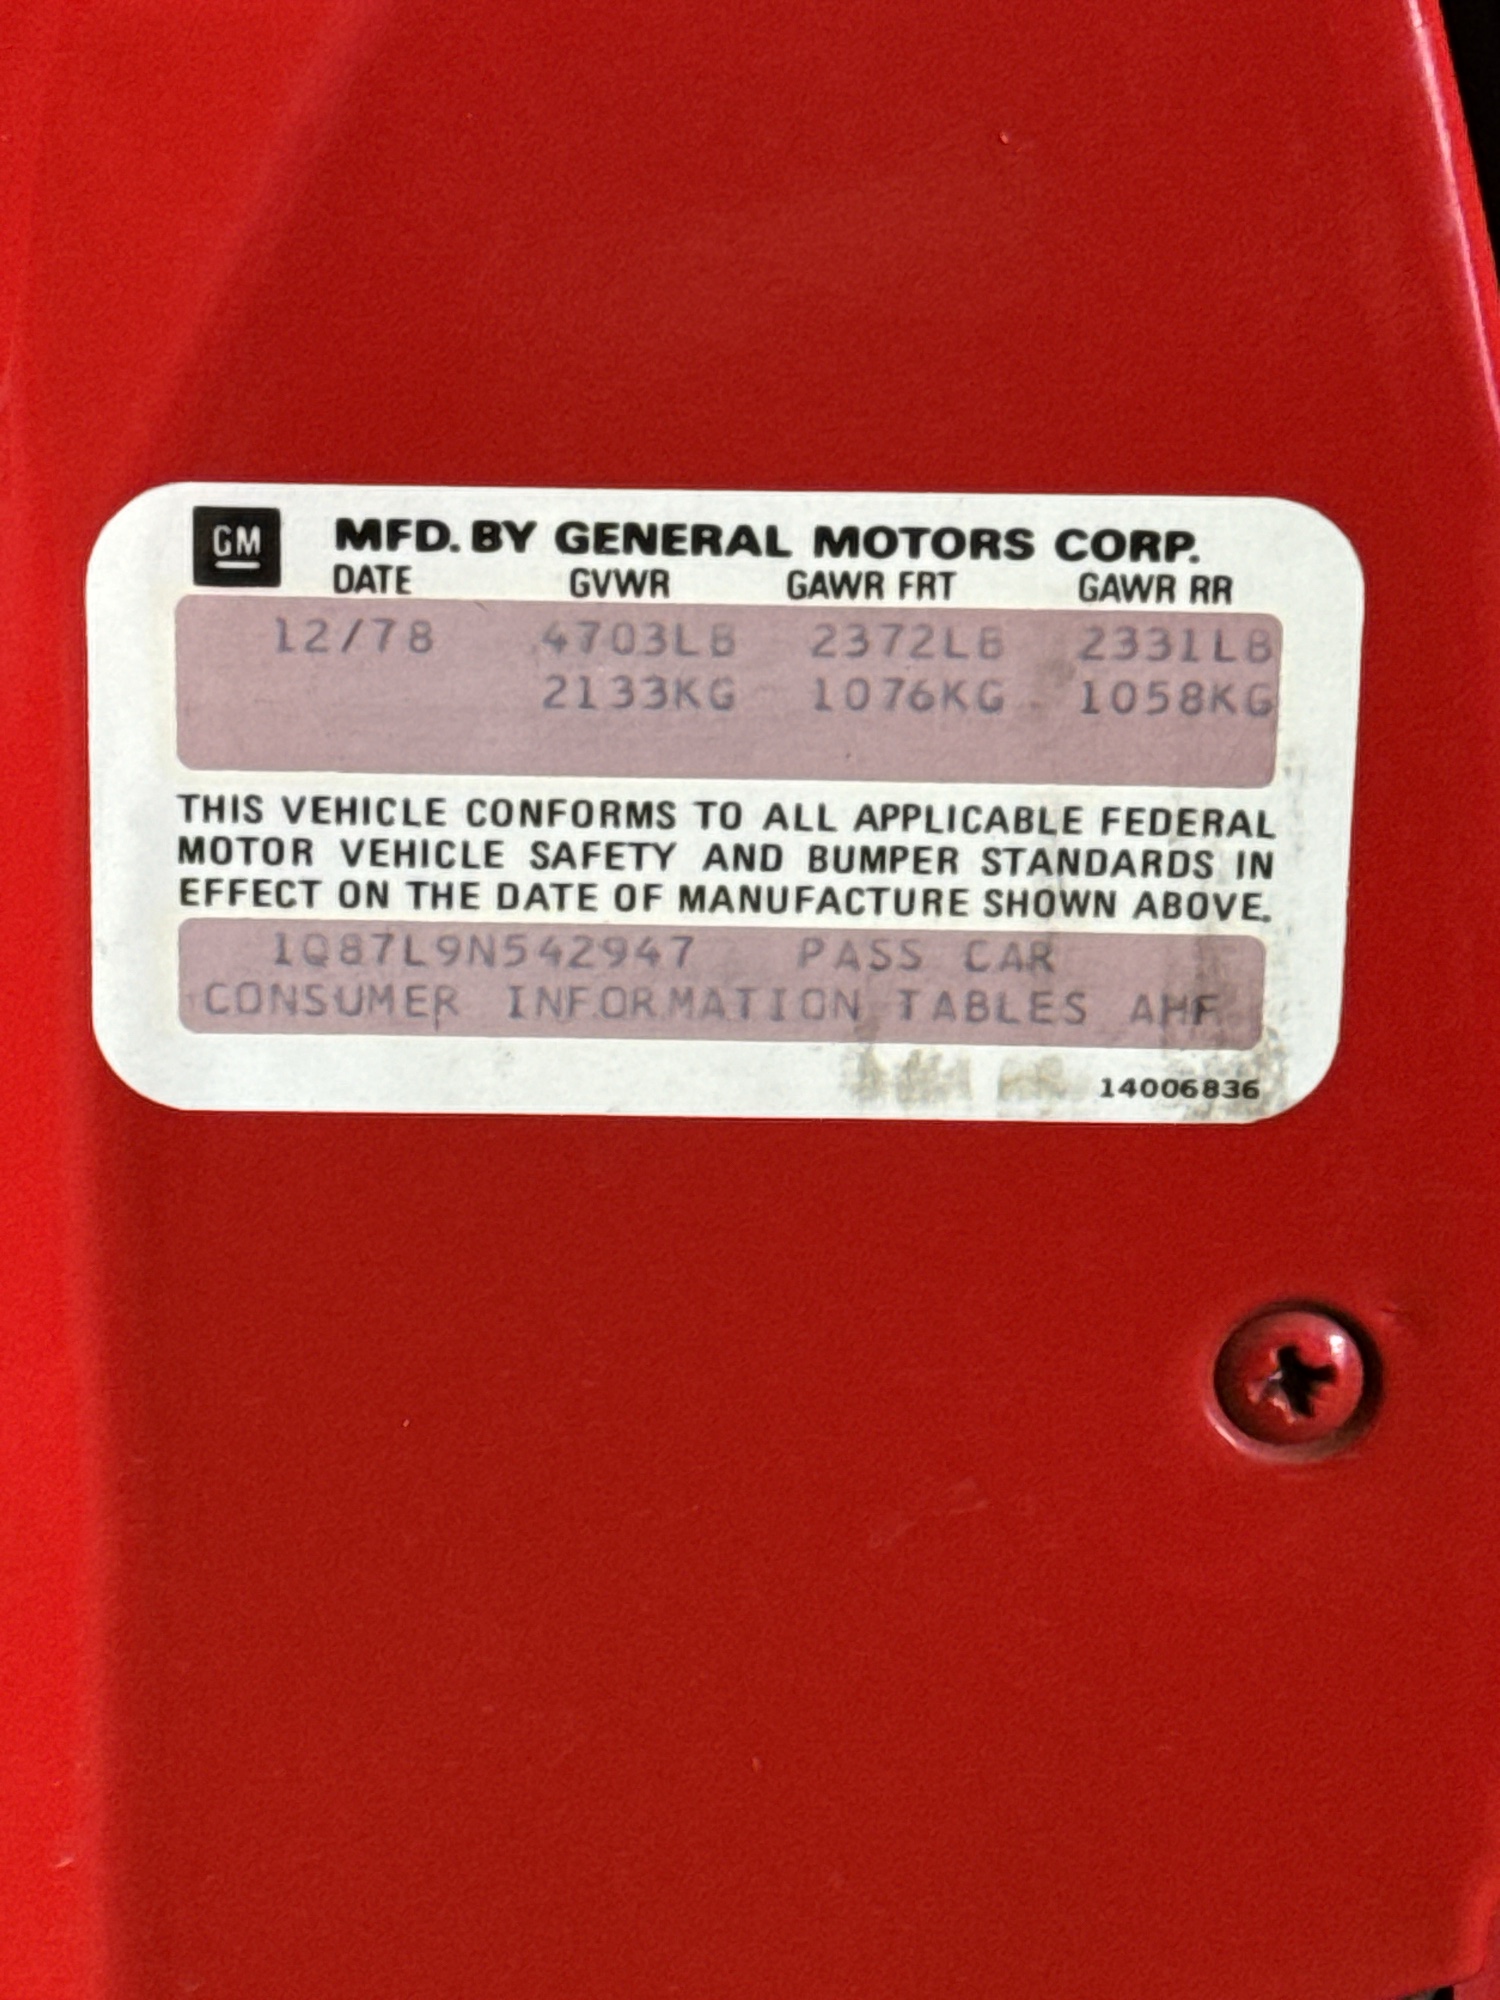 GM MFD. BY GENERAL MOTORS CORP.
DATE GVWR GAWR FRT GAWR RR
12/78 4703LB 2372LB 2331LB
2133KG 1076KG 1058KG
THIS VEHICLE CONFORMS TO ALL APPLICABLE FEDERAL
MOTOR VEHICLE SAFETY AND BUMPER STANDARDS IN
EFFECT ON THE DATE OF MANUFACTURE SHOWN ABOVE.
1Q87L9N542947 PASS CAR
CONSUMER INFORMATION TABLES AHF
14006836